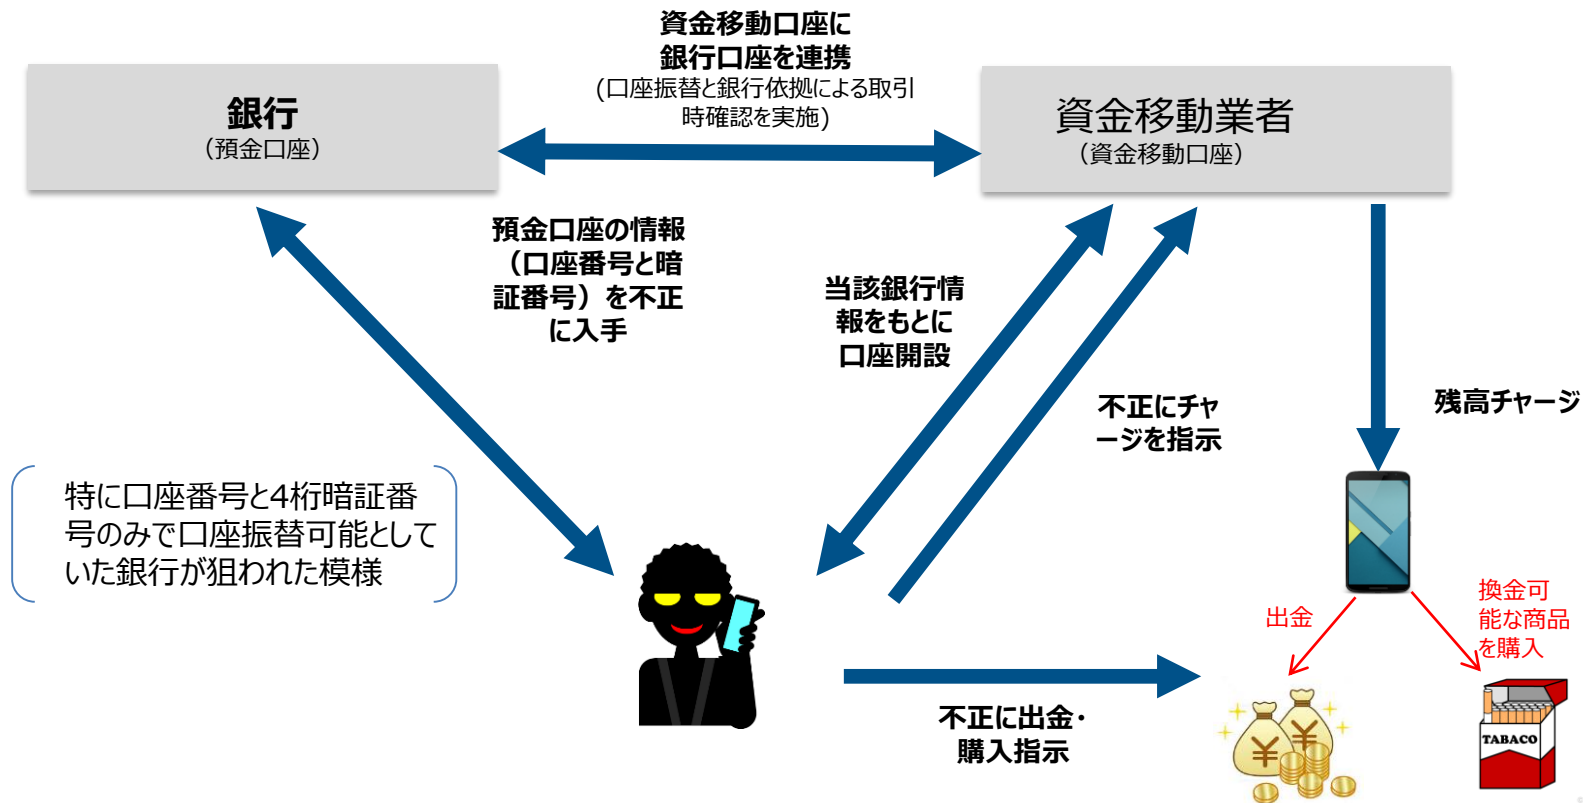 資金移動口座に
銀行口座を連携
(口座振替と銀行依拠による取引
時確認を実施)
銀行
（預金口座）
資金移動業者
（資金移動口座）
預金口座の情報
（口座番号と暗
証番号）を不正
に入手
当該銀行情
報をもとに
口座開設
不正にチャ
ージを指示
残高チャージ
特に口座番号と4桁暗証番
号のみで口座振替可能として
いた銀行が狙われた模様
出金
換金可
能な商品
を購入
不正に出金・
購入指示
TABACO